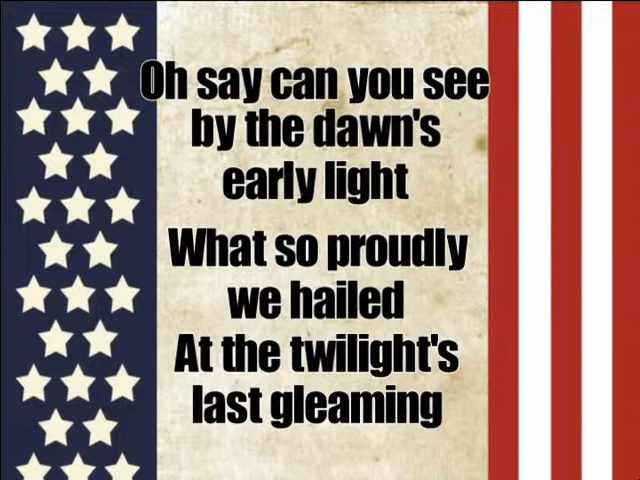 Oh say can you see
by the dawn's
early light
What so proudly
we hailed
At the twilight's
last gleaming